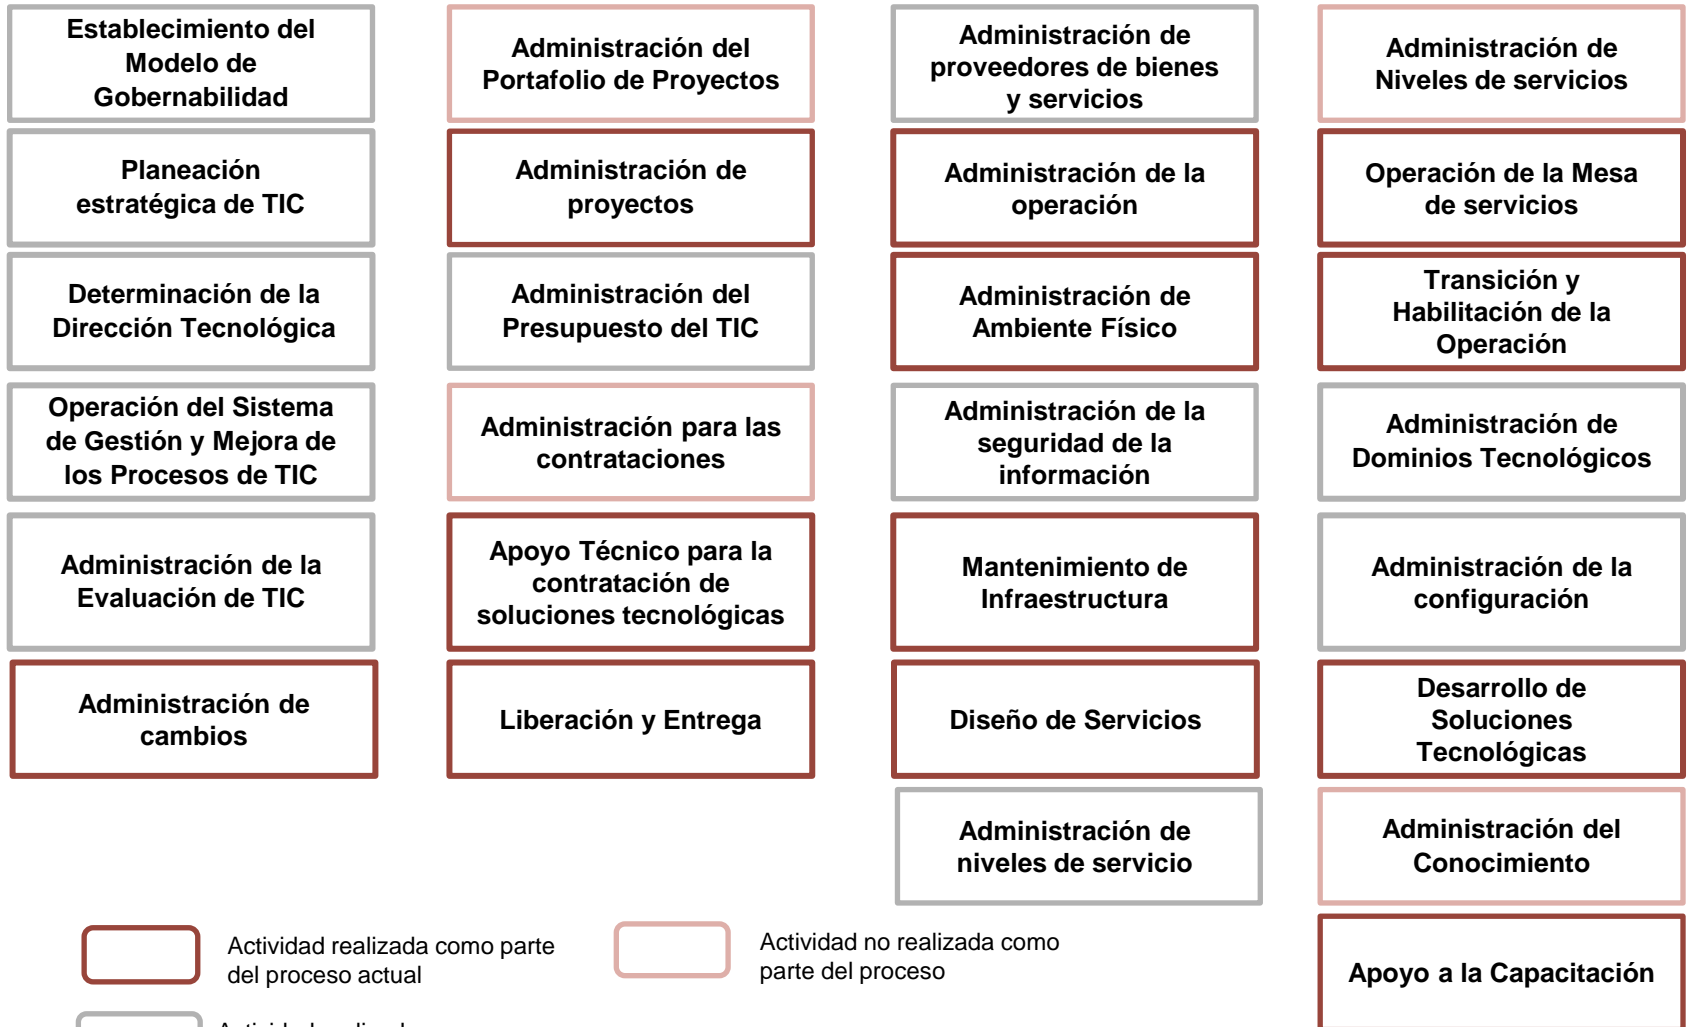 Establecimiento del
Modelo de
Gobernabilidad
Administración del
Portafolio de Proyectos
Administración de
proveedores de bienes
y servicios
Administración de
Niveles de servicios
Planeación
estratégica de TIC
Administración de
proyectos
Administración de la
operación
Operación de la Mesa
de servicios
Determinación de la
Dirección Tecnológica
Administración del
Presupuesto del TIC
Administración de
Ambiente Físico
Transición y
Habilitación de la
Operación
Operación del Sistema
de Gestión y Mejora de
los Procesos de TIC
Administración para las
contrataciones
Administración de la
seguridad de la
información
Administración de
Dominios Tecnológicos
Administración de la
Evaluación de TIC
Apoyo Técnico para la
contratación de
soluciones tecnológicas
Mantenimiento de
Infraestructura
Administración de la
configuración
Administración de
cambios
Liberación y Entrega
Diseño de Servicios
Desarrollo de
Soluciones
Tecnológicas
Administración de
niveles de servicio
Administración del
Conocimiento
Apoyo a la Capacitación
Actividad realizada como parte
del proceso actual
Actividad no realizada como
parte del proceso